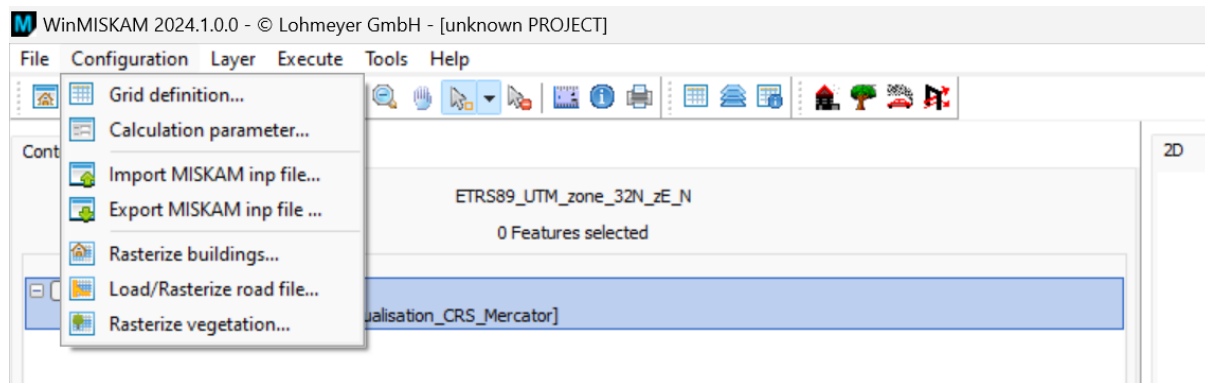 WinMISKAM 2024.1.0.0 - © Lohmeyer GmbH - [unknown PROJECT]
File Configuration Layer Execute Tools Help
Grid definition...
Calculation parameter...
Cont
2D
Import MISKAM inp file...
ETRS89_UTM_zone_32N_zE_N
Export MISKAM inp file ...
0 Features selected
Rasterize buildings...
Load/Rasterize road file...
ualisation_CRS_Mercator]
Rasterize vegetation...